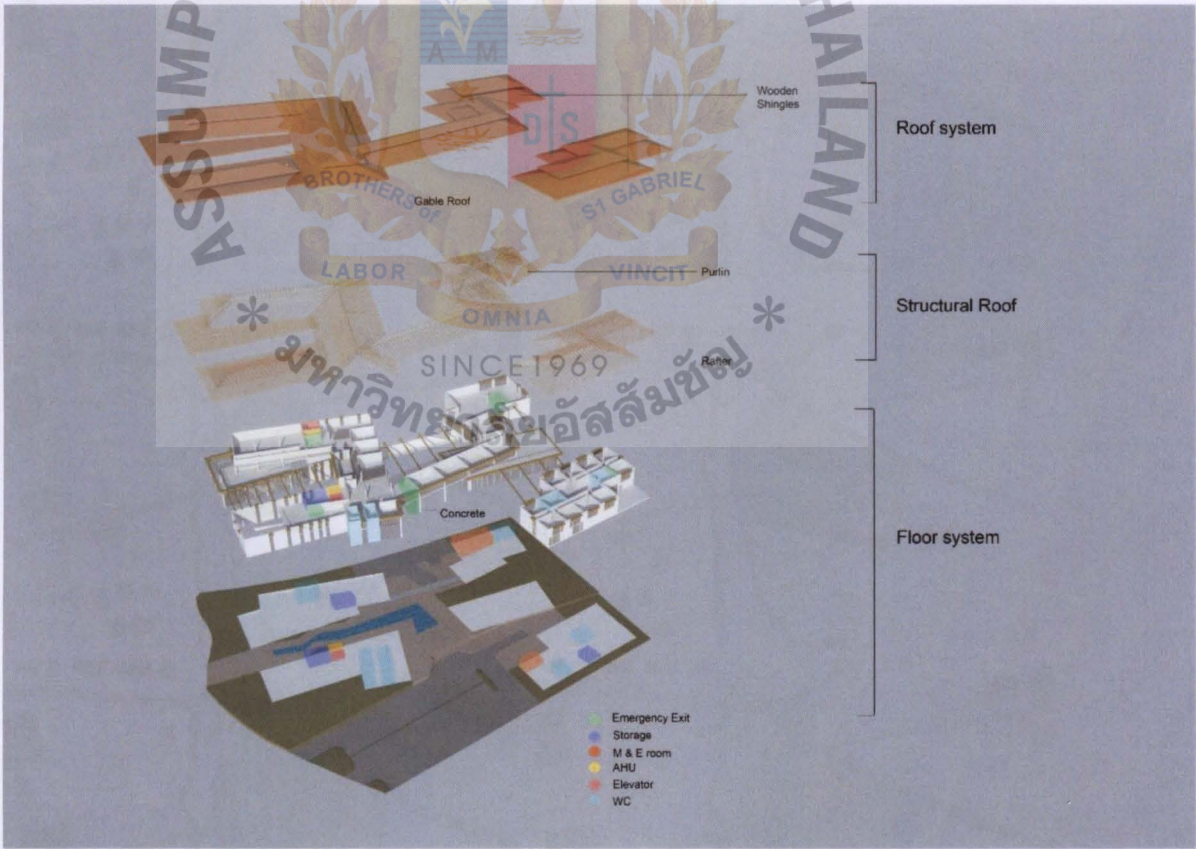 ASSUMP
THAILAND
A M
D S
BROTHERS of
ST GABRIEL
LABOR
VINCIT
OMNIA
SINCE1969
มหาวิทยาลัยอัสสัมชัญ
Wooden
Shingles
Roof system
Gable Roof
Purlin
Structural Roof
Rafter
Concrete
Floor system
Emergency Exit
Storage
M & E room
AHU
Elevator
WC